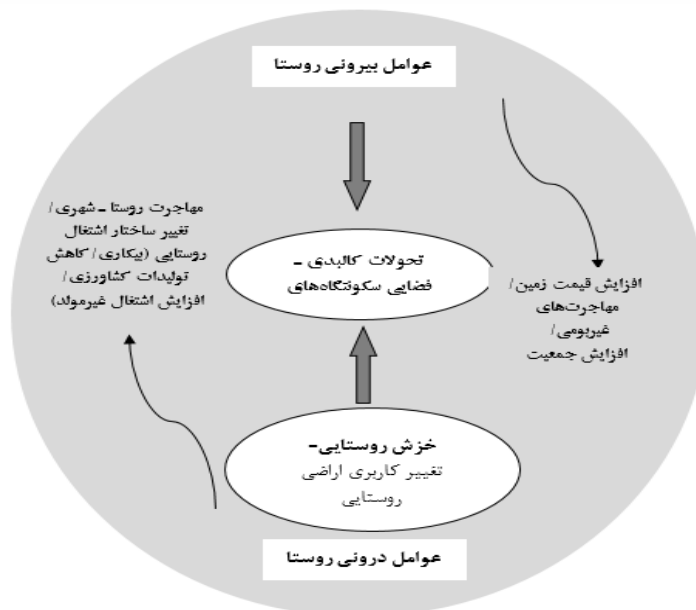 عوامل بیرونی روستا
مهاجرت روستا - شهری/
تغییر ساختار اشتغال
روستایی (بیکاری/ کاهش
تولیدات کشاورزی/
افزایش اشتغال غیرمولد)
تحولات کالبدی -
فضایی سکونتگاه‌های
افزایش قیمت زمین/
مهاجرت‌های
غیربومی/
افزایش جمعیت
خزش روستایی-
تغییر کاربری اراضی
روستایی
عوامل درونی روستا